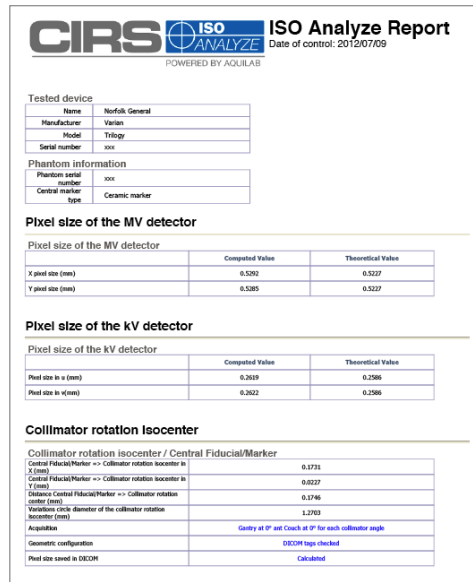 CIRS ISO ANALYZE ISO Analyze Report
Date of control: 2012/07/09
POWERED BY AQUILAB
Tested device
Name Norfolk General
Manufacturer Varian
Model Trilogy
Serial number xxx
Phantom information
Phantom serial
number xxx
Central marker
type Ceramic marker
Pixel size of the MV detector
Pixel size of the MV detector
Computed Value Theoretical Value
X pixel size (mm) 0.5292 0.5227
Y pixel size (mm) 0.5285 0.5227
Pixel size of the kV detector
Pixel size of the kV detector
Computed Value Theoretical Value
Pixel size in u (mm) 0.2619 0.2586
Pixel size in v(mm) 0.2622 0.2586
Collimator rotation isocenter
Collimator rotation isocenter / Central Fiducial/Marker
Central Fiducial/Marker => Collimator rotation isocenter in
X (mm) 0.1731
Central Fiducial/Marker => Collimator rotation isocenter in
Y (mm) 0.0227
Distance Central Fiducial/Marker => Collimator rotation
center (mm) 0.1746
Variations circle diameter of the collimator rotation
isocenter (mm) 1.2703
Acquisition Gantry at 0° ant Couch at 0° for each collimator angle
Geometric configuration DICOM tags checked
Pixel size saved in DICOM Calculated